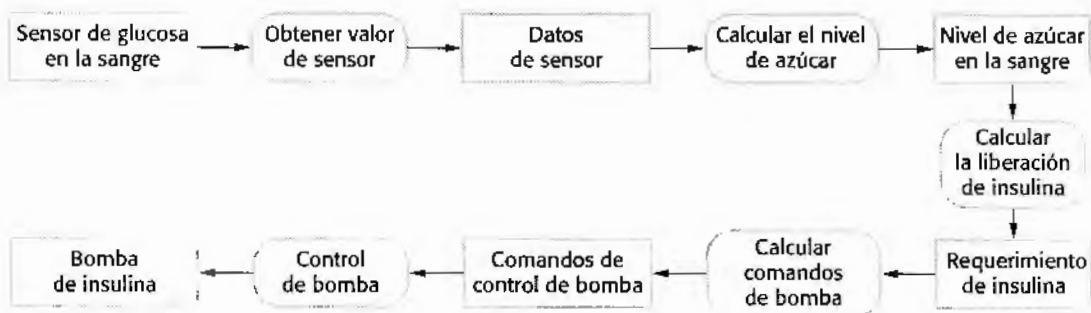 Sensor de glucosa
en la sangre
Obtener valor
de sensor
Datos
de sensor
Calcular el nivel
de azúcar
Nivel de azúcar
en la sangre
Calcular
la liberación
de insulina
Requerimiento
de insulina
Calcular
comandos
de bomba
Comandos de
control de bomba
Control
de bomba
Bomba
de insulina